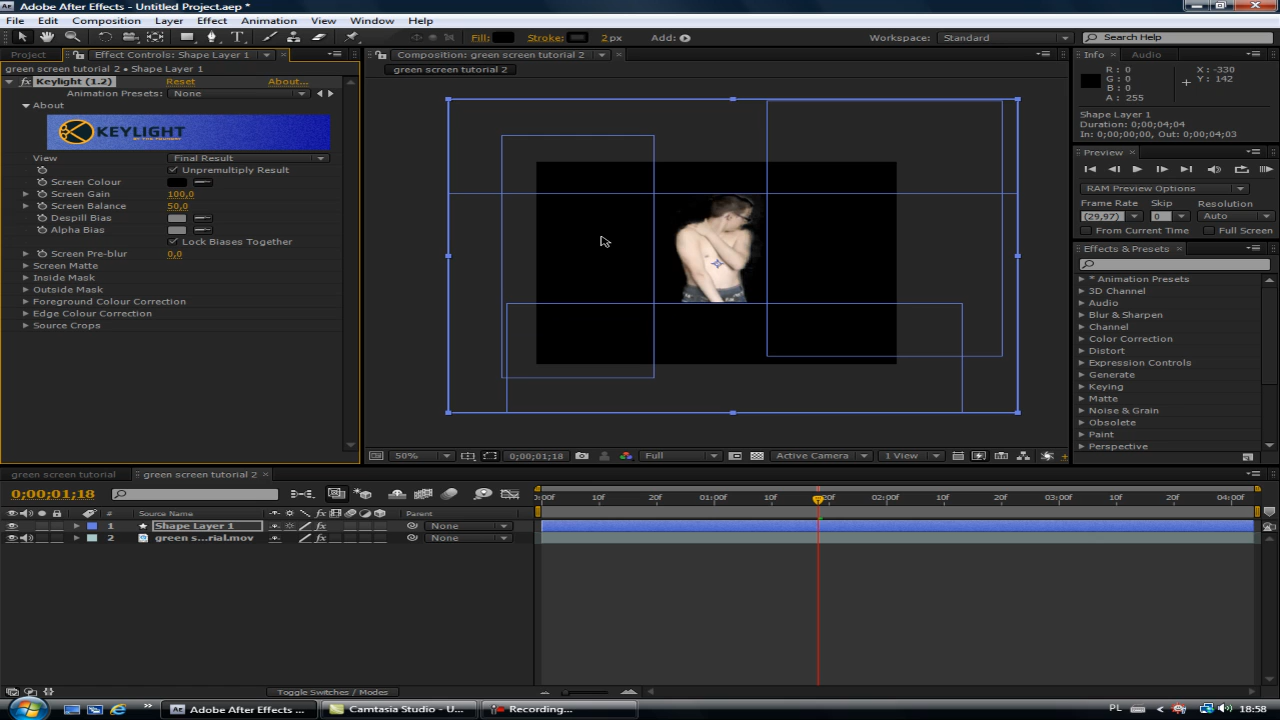 Adobe After Effects - Untitled Project.aep *
File Edit Composition Layer Effect Animation View Window Help
Fill: Stroke: 2 px Add: Workspace: Standard Search Help
Project Effect Controls: Shape Layer 1 Composition: green screen tutorial 2 Info Audio
green screen tutorial 2 • Shape Layer 1 green screen tutorial 2
fx Keylight (1.2) Reset About...
Animation Presets: None
About
KEYLIGHT
BY THE FOUNDRY
View Final Result
Unpremultiply Result
Screen Colour
Screen Gain 100,0
Screen Balance 50,0
Despill Bias
Alpha Bias
Lock Biases Together
Screen Pre-blur 0,0
Screen Matte
Inside Mask
Outside Mask
Foreground Colour Correction
Edge Colour Correction
Source Crops
R: 0 X: -330
G: 0 Y: 142
B: 0
A: 255
Shape Layer 1
Duration: 0;00;04;04
In: 0;00;00;00, Out: 0;00;04;03
Preview
RAM Preview Options
Frame Rate Skip Resolution
(29,97) 0 Auto
From Current Time Full Screen
Effects & Presets
* Animation Presets
3D Channel
Audio
Blur & Sharpen
Channel
Color Correction
Distort
Expression Controls
Generate
Keying
Matte
Noise & Grain
Obsolete
Paint
Perspective
50% 0;00;01;18 Full Active Camera 1 View
green screen tutorial green screen tutorial 2
0;00;01;18
# Source Name Parent
1 Shape Layer 1 fx None
2 green s...rial.mov fx None
:00f 10f 20f 01:00f 10f 20f 02:00f 10f 20f 03:00f 10f 20f 04:00f
Toggle Switches / Modes
Adobe After Effects ... Camtasia Studio - U... Recording... PL 18:58